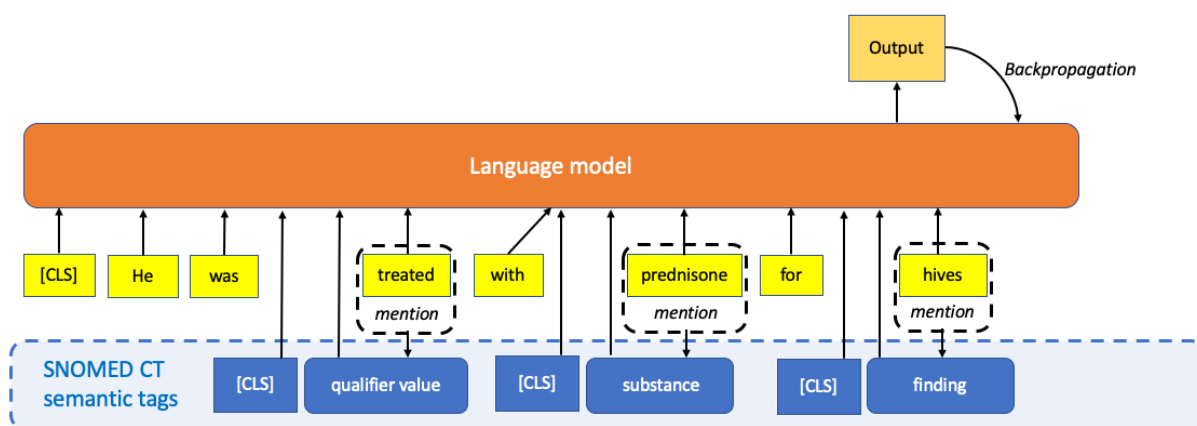 Output
Backpropagation
Language model
[CLS] He was treated with prednisone for hives
mention mention mention
SNOMED CT
semantic tags
[CLS] qualifier value [CLS] substance [CLS] finding